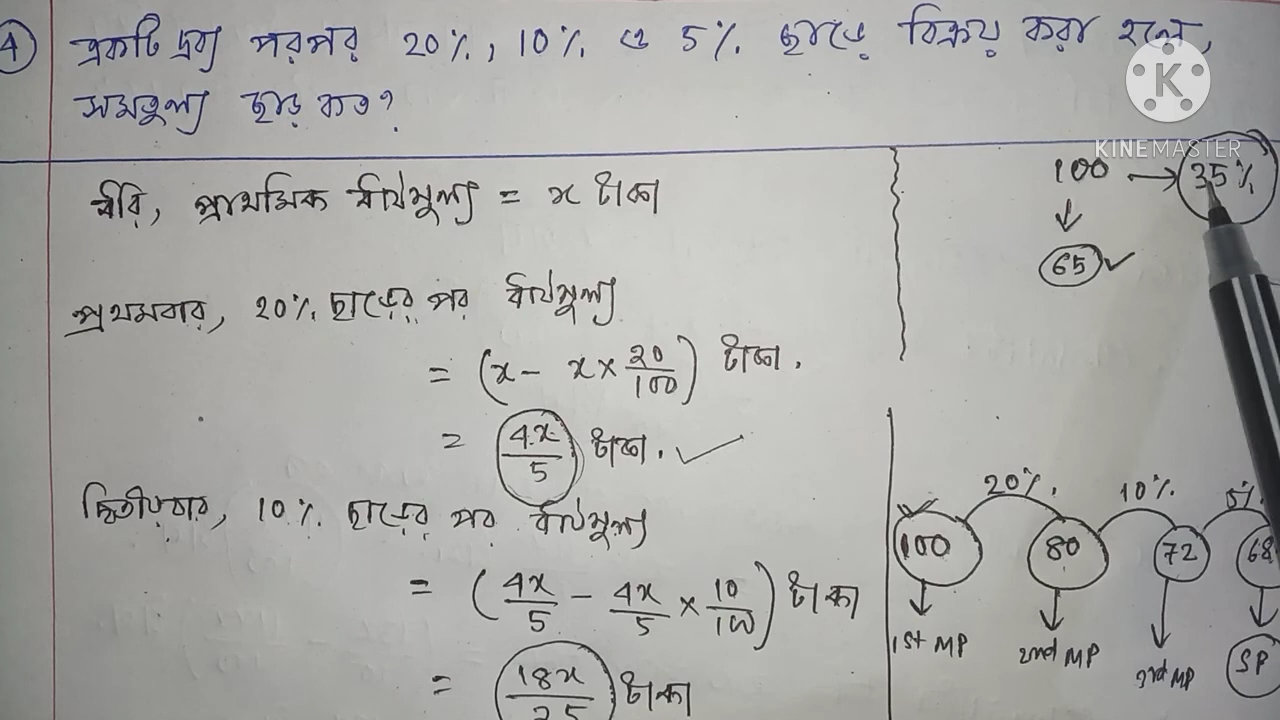 4 একটি দ্রব্য পরপর 20%, 10% ও 5% ছাড়ে বিক্রয় করা হলে,
সমতুল্য ছাড় কত?
K
KINEMASTER
ধরি, প্রাথমিক ধার্যমূল্য = x টাকা
প্রথমবার, 20% ছাড়ের পর ধার্যমূল্য
= (x - x × 20/100) টাকা.
= 4x/5 টাকা. ✓
দ্বিতীয়বার, 10% ছাড়ের পর ধার্যমূল্য
= (4x/5 - 4x/5 × 10/100) টাকা
= 18x/25 টাকা
100 → 35%
↓
65 ✓
20% 10% 5%
100 80 72 68
↓ ↓ ↓ ↓
1st MP 2nd MP 3rd MP SP